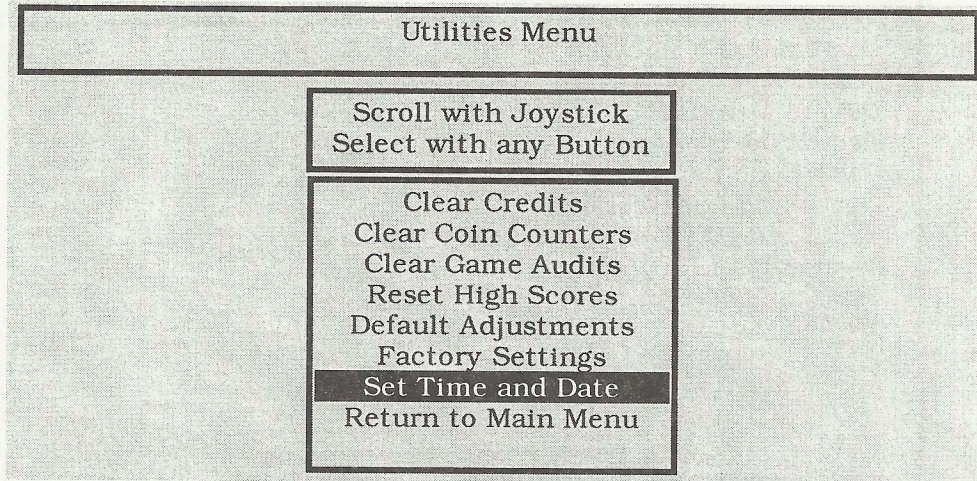 Utilities Menu
Scroll with Joystick
Select with any Button
Clear Credits
Clear Coin Counters
Clear Game Audits
Reset High Scores
Default Adjustments
Factory Settings
Set Time and Date
Return to Main Menu